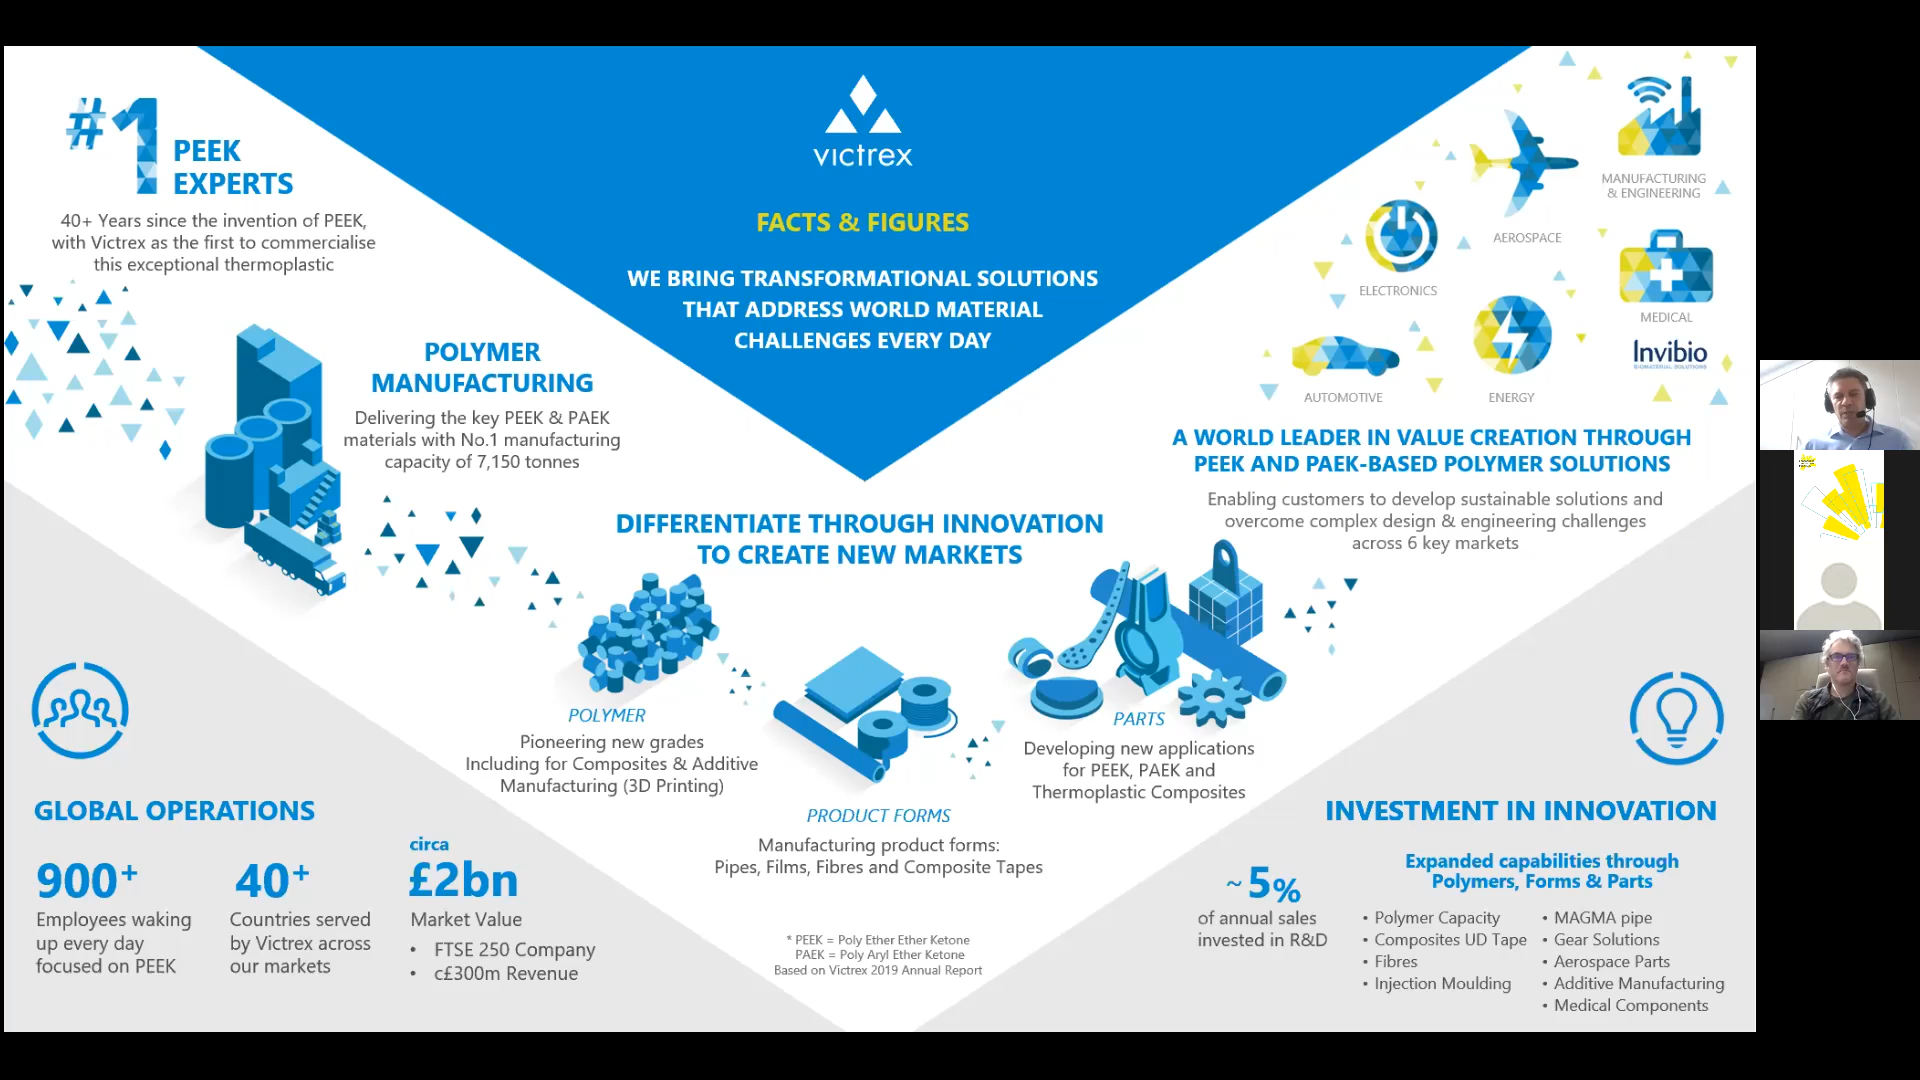 #1 PEEK
EXPERTS
40+ Years since the invention of PEEK,
with Victrex as the first to commercialise
this exceptional thermoplastic
victrex
FACTS & FIGURES
WE BRING TRANSFORMATIONAL SOLUTIONS
THAT ADDRESS WORLD MATERIAL
CHALLENGES EVERY DAY
MANUFACTURING
& ENGINEERING
AEROSPACE
ELECTRONICS
MEDICAL
Invibio
BIOMATERIAL SOLUTIONS
AUTOMOTIVE
ENERGY
POLYMER
MANUFACTURING
Delivering the key PEEK & PAEK
materials with No.1 manufacturing
capacity of 7,150 tonnes
A WORLD LEADER IN VALUE CREATION THROUGH
PEEK AND PAEK-BASED POLYMER SOLUTIONS
Enabling customers to develop sustainable solutions and
overcome complex design & engineering challenges
across 6 key markets
DIFFERENTIATE THROUGH INNOVATION
TO CREATE NEW MARKETS
POLYMER
Pioneering new grades
Including for Composites & Additive
Manufacturing (3D Printing)
PRODUCT FORMS
Manufacturing product forms:
Pipes, Films, Fibres and Composite Tapes
PARTS
Developing new applications
for PEEK, PAEK and
Thermoplastic Composites
GLOBAL OPERATIONS
900+
Employees waking
up every day
focused on PEEK
40+
Countries served
by Victrex across
our markets
circa
£2bn
Market Value
• FTSE 250 Company
• c£300m Revenue
* PEEK = Poly Ether Ether Ketone
PAEK = Poly Aryl Ether Ketone
Based on Victrex 2019 Annual Report
INVESTMENT IN INNOVATION
~5%
of annual sales
invested in R&D
Expanded capabilities through
Polymers, Forms & Parts
• Polymer Capacity
• Composites UD Tape
• Fibres
• Injection Moulding
• MAGMA pipe
• Gear Solutions
• Aerospace Parts
• Additive Manufacturing
• Medical Components